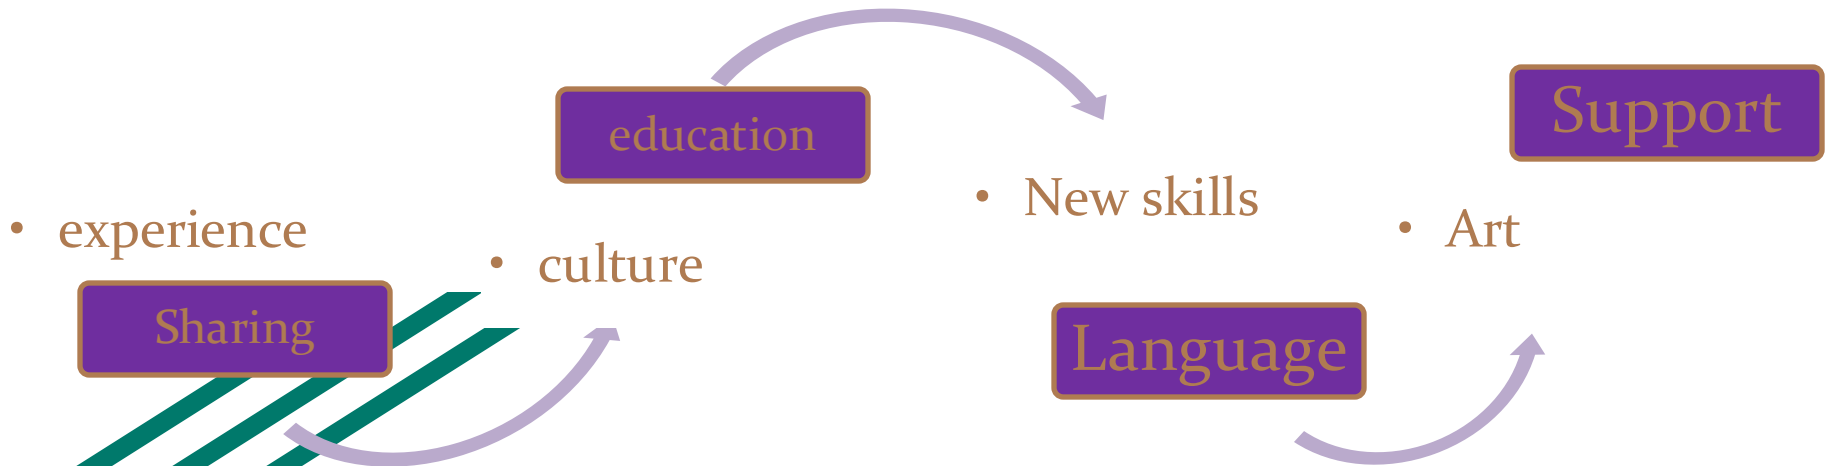 • experience
Sharing
education
• culture
• New skills
Language
• Art
Support